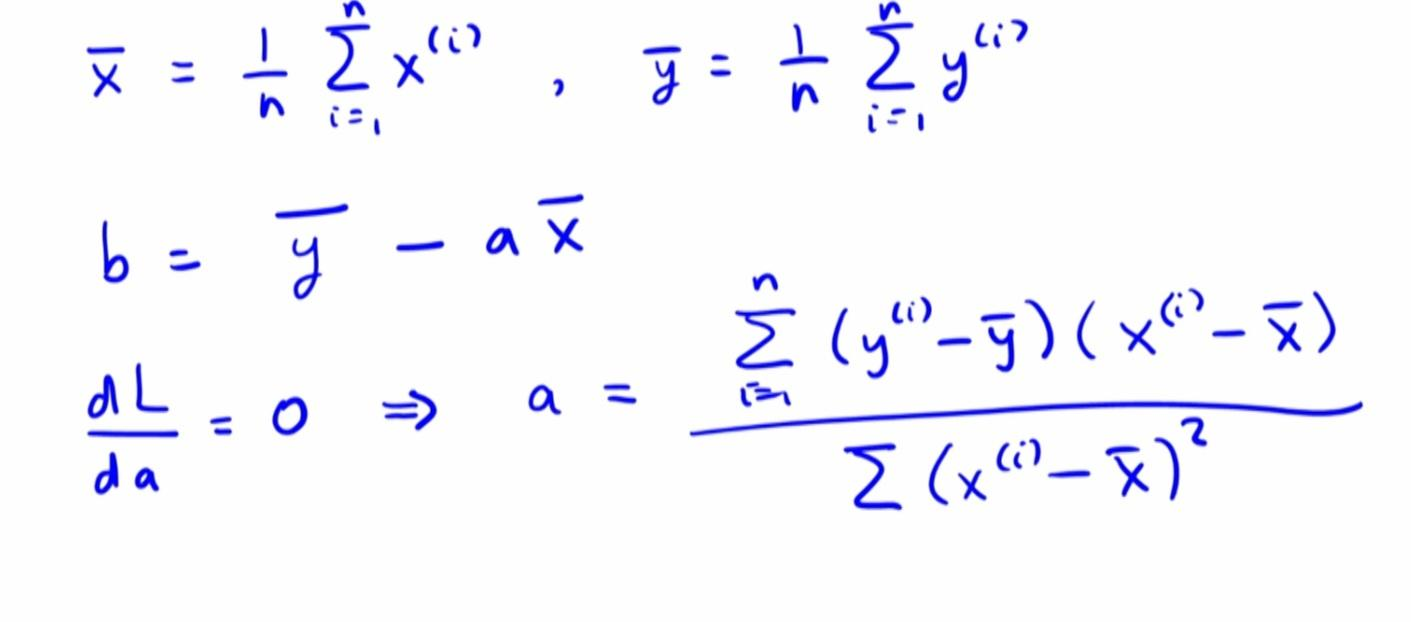 x̄ = 1/n ∑_{i=1}^{n} x^{(i)} , ȳ = 1/n ∑_{i=1}^{n} y^{(i)}
b = ȳ − a x̄
dL/da = 0 ⇒ a = ∑_{i=1}^{n} (y^{(i)} − ȳ)(x^{(i)} − x̄) / ∑ (x^{(i)} − x̄)²